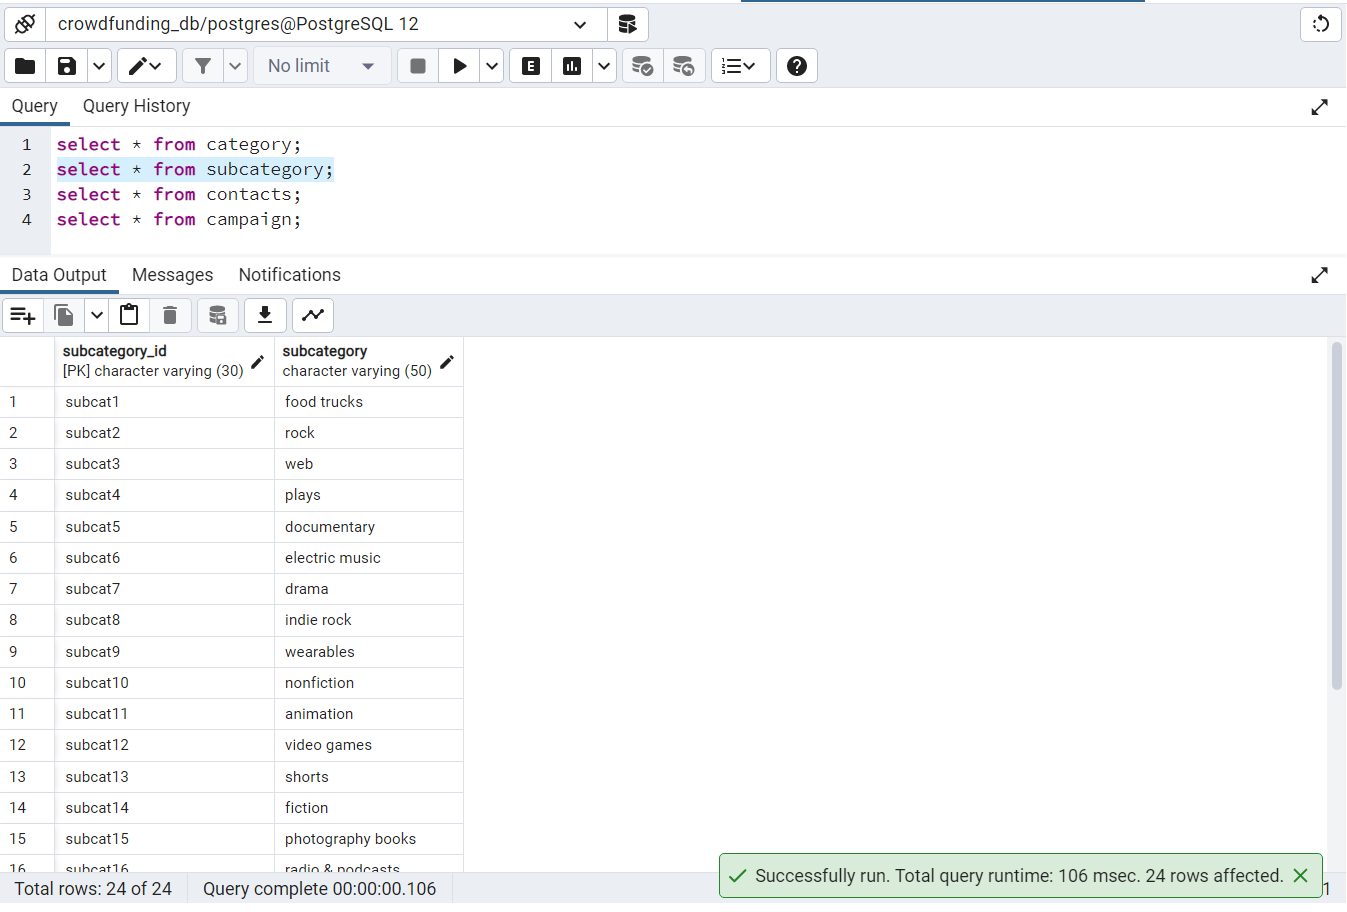 crowdfunding_db/postgres@PostgreSQL 12
No limit
E
Query Query History
1 select * from category;
2 select * from subcategory;
3 select * from contacts;
4 select * from campaign;
Data Output Messages Notifications
subcategory_id subcategory
[PK] character varying (30) character varying (50)
1 subcat1 food trucks
2 subcat2 rock
3 subcat3 web
4 subcat4 plays
5 subcat5 documentary
6 subcat6 electric music
7 subcat7 drama
8 subcat8 indie rock
9 subcat9 wearables
10 subcat10 nonfiction
11 subcat11 animation
12 subcat12 video games
13 subcat13 shorts
14 subcat14 fiction
15 subcat15 photography books
16 subcat16 radio & podcasts
Successfully run. Total query runtime: 106 msec. 24 rows affected.
Total rows: 24 of 24 Query complete 00:00:00.106 1